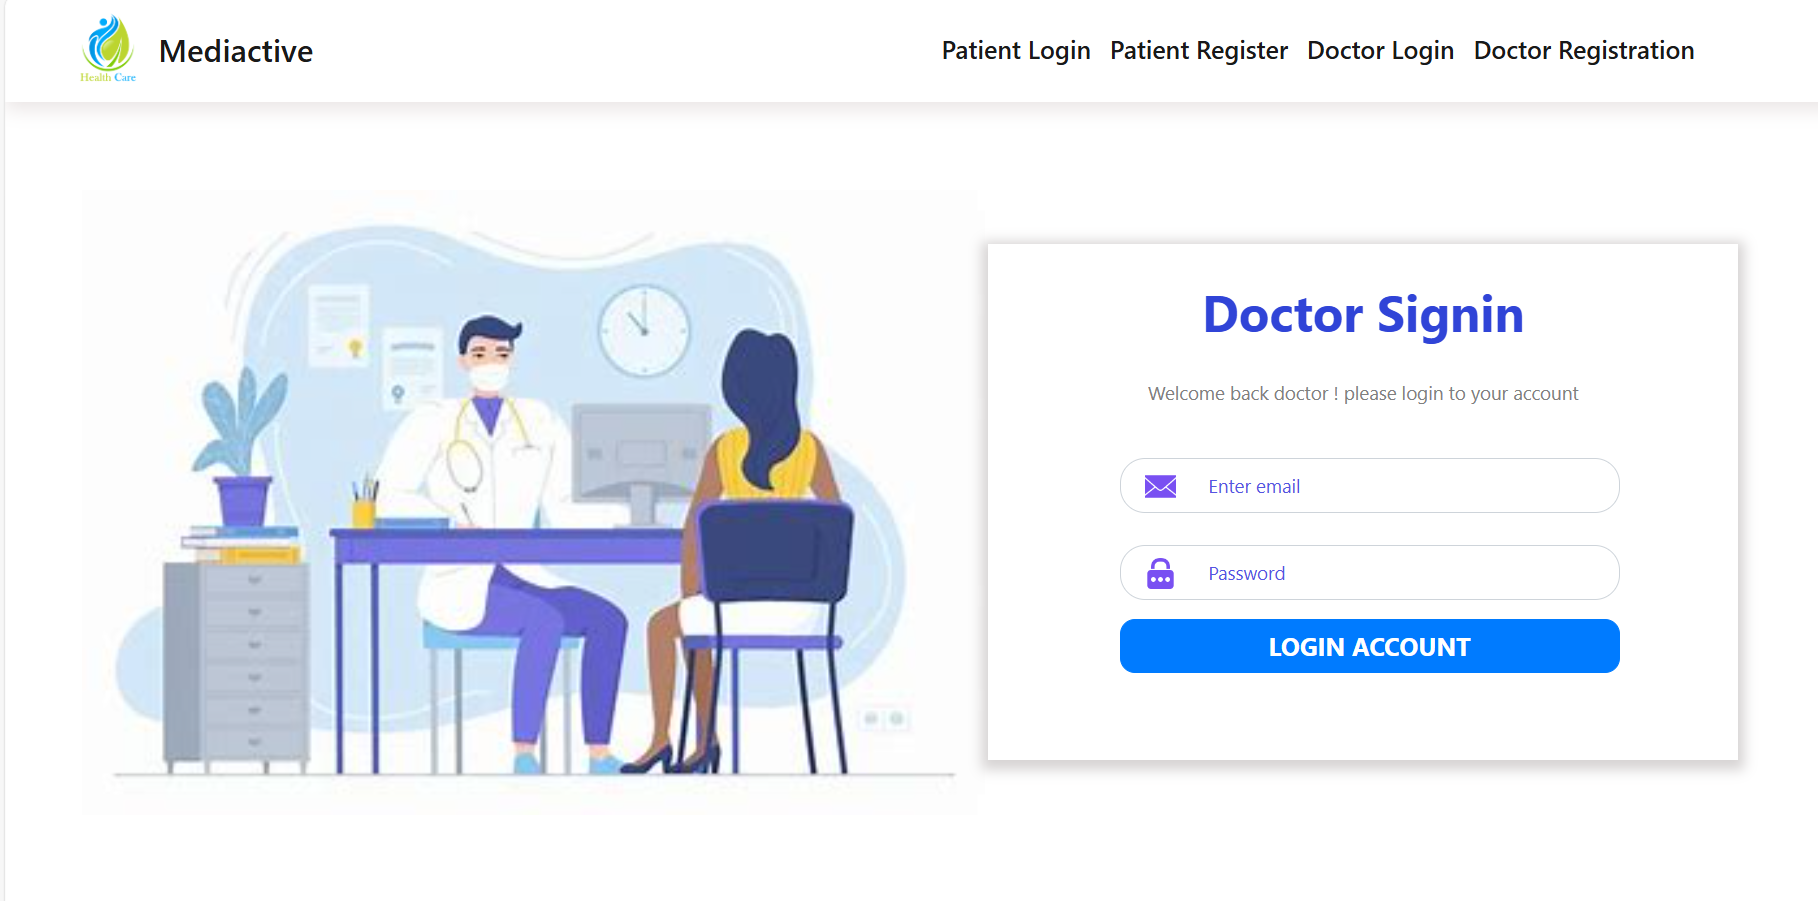 Health Care
Mediactive
Patient Login
Patient Register
Doctor Login
Doctor Registration
Doctor Signin
Welcome back doctor ! please login to your account
Enter email
Password
LOGIN ACCOUNT